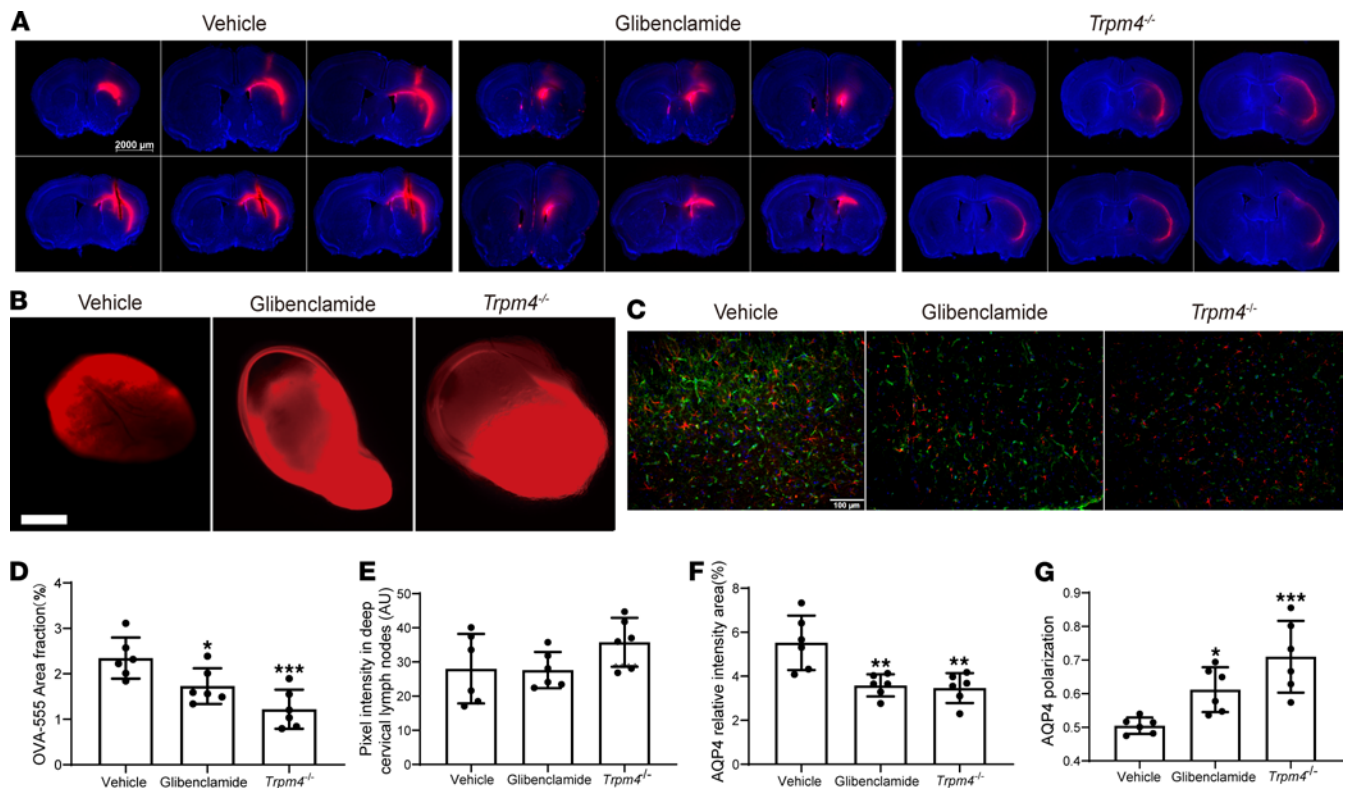 A
Vehicle
Glibenclamide
Trpm4-/-
2000 µm
B
Vehicle
Glibenclamide
Trpm4-/-
C
Vehicle
Glibenclamide
Trpm4-/-
100 µm
D
OVA-555 Area fraction(%)
4
3
2
1
0
*
***
Vehicle
Glibenclamide
Trpm4-/-
E
Pixel intensity in deep
cervical lymph nodes (AU)
50
40
30
20
10
0
Vehicle
Glibenclamide
Trpm4-/-
F
AQP4 relative intensity area(%)
8
6
4
2
0
**
**
Vehicle
Glibenclamide
Trpm4-/-
G
AQP4 polarization
0.9
0.8
0.7
0.6
0.5
0.4
*
***
Vehicle
Glibenclamide
Trpm4-/-